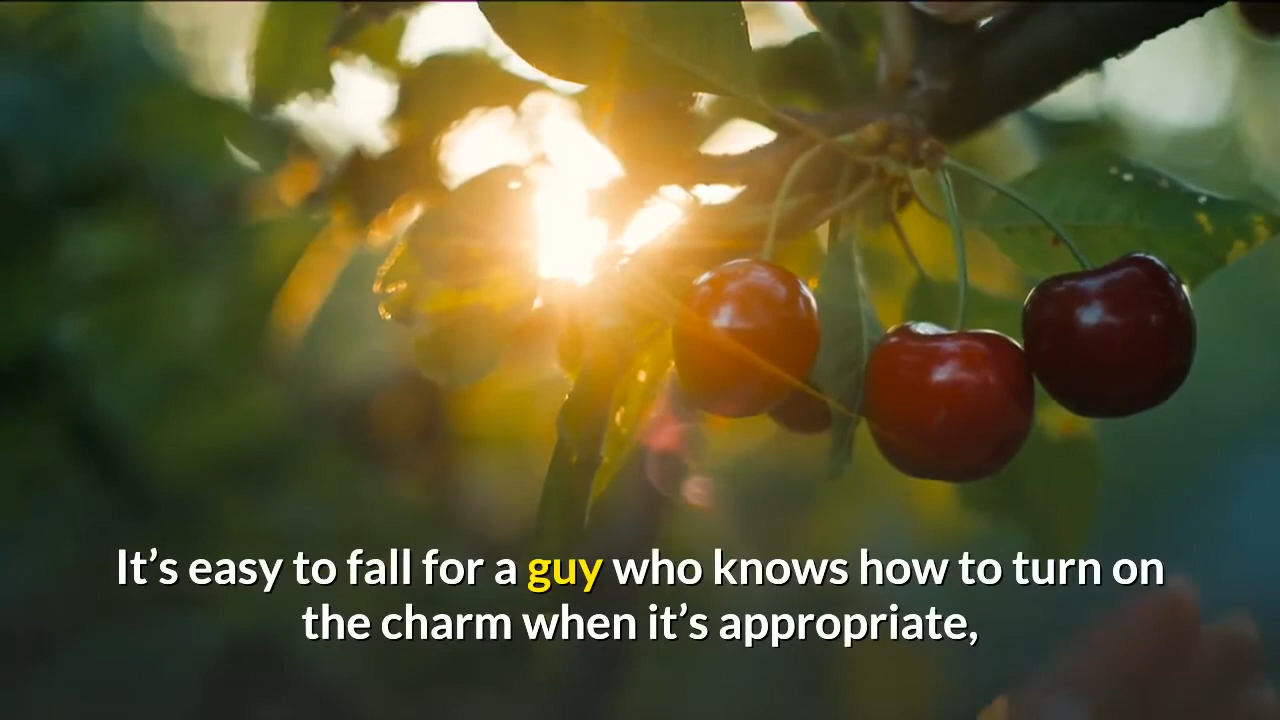 It’s easy to fall for a guy who knows how to turn on
the charm when it’s appropriate,